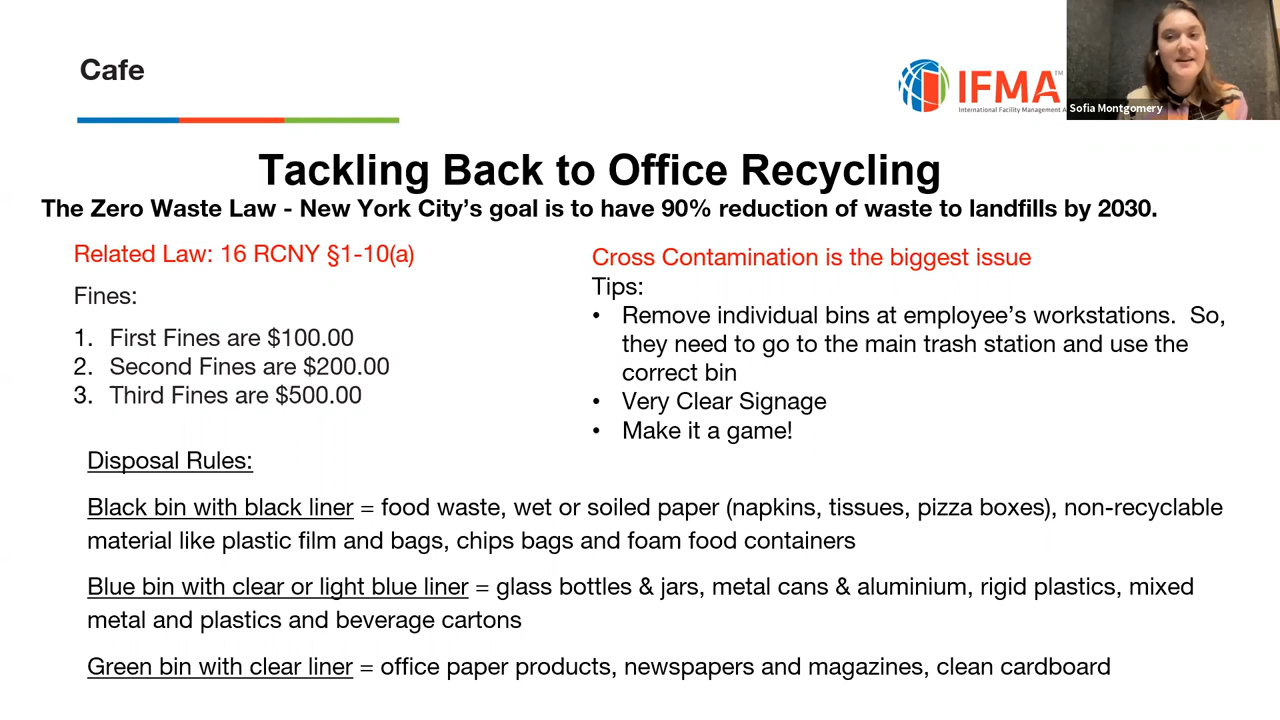 Cafe
IFMA™
International Facility Management A
Sofia Montgomery
Tackling Back to Office Recycling
The Zero Waste Law - New York City’s goal is to have 90% reduction of waste to landfills by 2030.
Related Law: 16 RCNY §1-10(a)
Fines:
1. First Fines are $100.00
2. Second Fines are $200.00
3. Third Fines are $500.00
Cross Contamination is the biggest issue
Tips:
• Remove individual bins at employee’s workstations. So,
they need to go to the main trash station and use the
correct bin
• Very Clear Signage
• Make it a game!
Disposal Rules:
Black bin with black liner = food waste, wet or soiled paper (napkins, tissues, pizza boxes), non-recyclable
material like plastic film and bags, chips bags and foam food containers
Blue bin with clear or light blue liner = glass bottles & jars, metal cans & aluminium, rigid plastics, mixed
metal and plastics and beverage cartons
Green bin with clear liner = office paper products, newspapers and magazines, clean cardboard